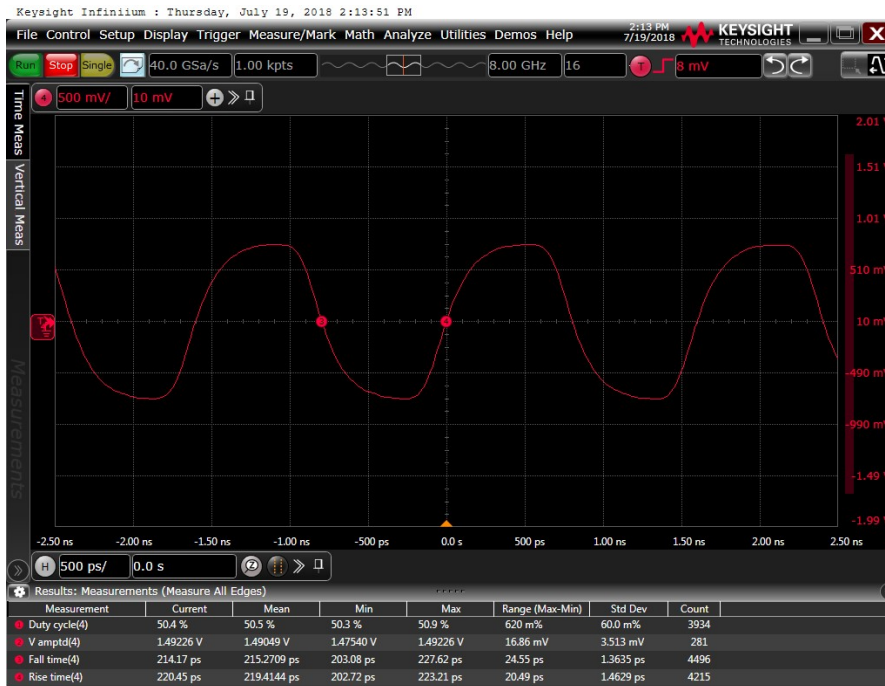 Keysight Infiniium : Thursday, July 19, 2018 2:13:51 PM
File Control Setup Display Trigger Measure/Mark Math Analyze Utilities Demos Help 2:13 PM 7/19/2018 KEYSIGHT TECHNOLOGIES X
Run Stop Single 40.0 GSa/s 1.00 kpts 8.00 GHz 16 T 8 mV
4 500 mV/ 10 mV +
Time Meas
Vertical Meas
Measurements
2.01
1.51
1.01
510 m
10 m
-490 m
-990 m
-1.49
-1.99
3 4
-2.50 ns -2.00 ns -1.50 ns -1.00 ns -500 ps 0.0 s 500 ps 1.00 ns 1.50 ns 2.00 ns 2.50 ns
H 500 ps/ 0.0 s
Results: Measurements (Measure All Edges)
Measurement Current Mean Min Max Range (Max-Min) Std Dev Count
1 Duty cycle(4) 50.4 % 50.5 % 50.3 % 50.9 % 620 m% 60.0 m% 3934
2 V amptd(4) 1.49226 V 1.49049 V 1.47540 V 1.49226 V 16.86 mV 3.513 mV 281
3 Fall time(4) 214.17 ps 215.2709 ps 203.08 ps 227.62 ps 24.55 ps 1.3635 ps 4496
4 Rise time(4) 220.45 ps 219.4144 ps 202.72 ps 223.21 ps 20.49 ps 1.4629 ps 4215